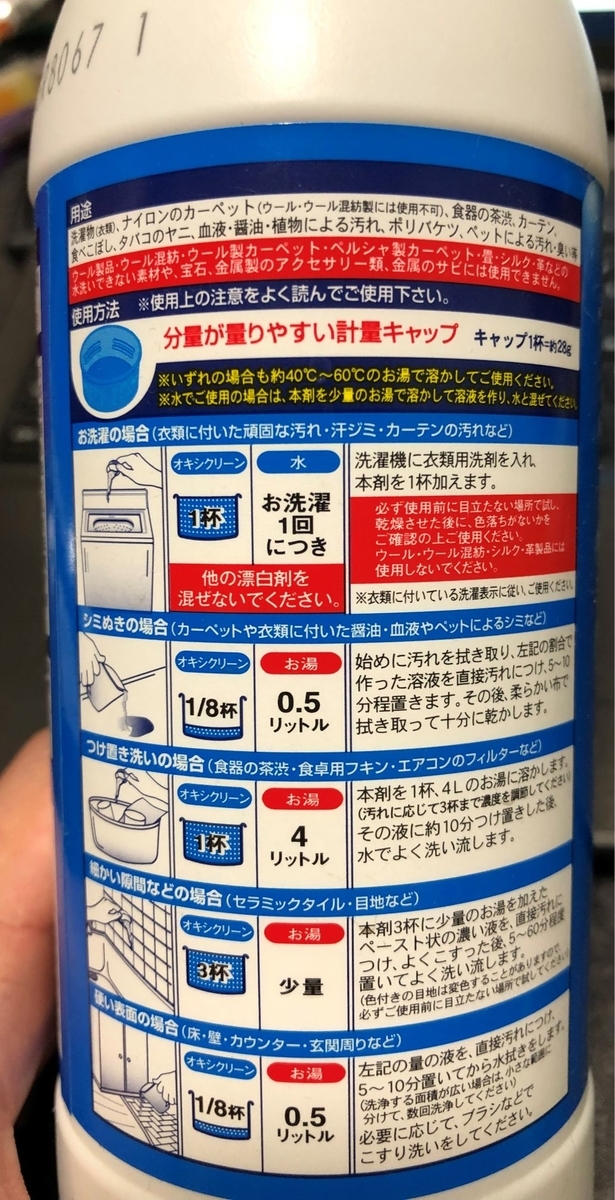 8067 1
用途
洗濯物(衣類)、ナイロンのカーペット(ウール・ウール混紡製には使用不可)、食器の茶渋、カーテン、
食べこぼし、タバコのヤニ、血液・醤油・植物による汚れ、ポリバケツ、ペットによる汚れ・臭い等
ウール製品・ウール混紡・ウール製カーペット・ペルシャ製カーペット・畳・シルク・革などの
水洗いできない素材や、宝石、金属製のアクセサリー類、金属のサビには使用できません。
使用方法 ※使用上の注意をよく読んでご使用下さい。
分量が量りやすい計量キャップ キャップ1杯=約28g
※いずれの場合も約40℃～60℃のお湯で溶かしてご使用ください。
※水でご使用の場合は、本剤を少量のお湯で溶かして溶液を作り、水と混ぜてください。
お洗濯の場合(衣類に付いた頑固な汚れ・汗ジミ・カーテンの汚れなど)
オキシクリーン
1杯
水
お洗濯
1回
につき
他の漂白剤を
混ぜないでください。
洗濯機に衣類用洗剤を入れ、
本剤を1杯加えます。
必ず使用前に目立たない場所で試し、
乾燥させた後に、色落ちがないかを
ご確認の上ご使用ください。
ウール・ウール混紡・シルク・革製品には
使用しないでください。
※衣類に付いている洗濯表示に従い、ご使用ください。
シミぬきの場合(カーペットや衣類に付いた醤油・血液やペットによるシミなど)
オキシクリーン
1/8杯
お湯
0.5
リットル
始めに汚れを拭き取り、左記の割合で
作った溶液を直接汚れにつけ、5～10
分程置きます。その後、柔らかい布で
拭き取って十分に乾かします。
つけ置き洗いの場合(食器の茶渋・食卓用フキン・エアコンのフィルターなど)
オキシクリーン
1杯
お湯
4
リットル
本剤を1杯、4Lのお湯に溶かします。
(汚れに応じて3杯まで濃度を調節してください)
その液に約10分つけ置きした後、
水でよく洗い流します。
細かい隙間などの場合(セラミックタイル・目地など)
オキシクリーン
3杯
お湯
少量
本剤3杯に少量のお湯を加えた
ペースト状の濃い液を、直接汚れに
つけ、よくこすった後、5～60分程度
置いてよく洗い流します。
(色付きの目地は変色することがありますので、
必ずご使用前に目立たない場所で試してください)
硬い表面の場合(床・壁・カウンター・玄関周りなど)
オキシクリーン
1/8杯
お湯
0.5
リットル
左記の量の液を、直接汚れにつけ、
5～10分置いてから水拭きをします。
(洗浄する面積が広い場合は、小さな範囲に
分けて、数回洗浄してください)
必要に応じて、ブラシなどで
こすり洗いをしてください。